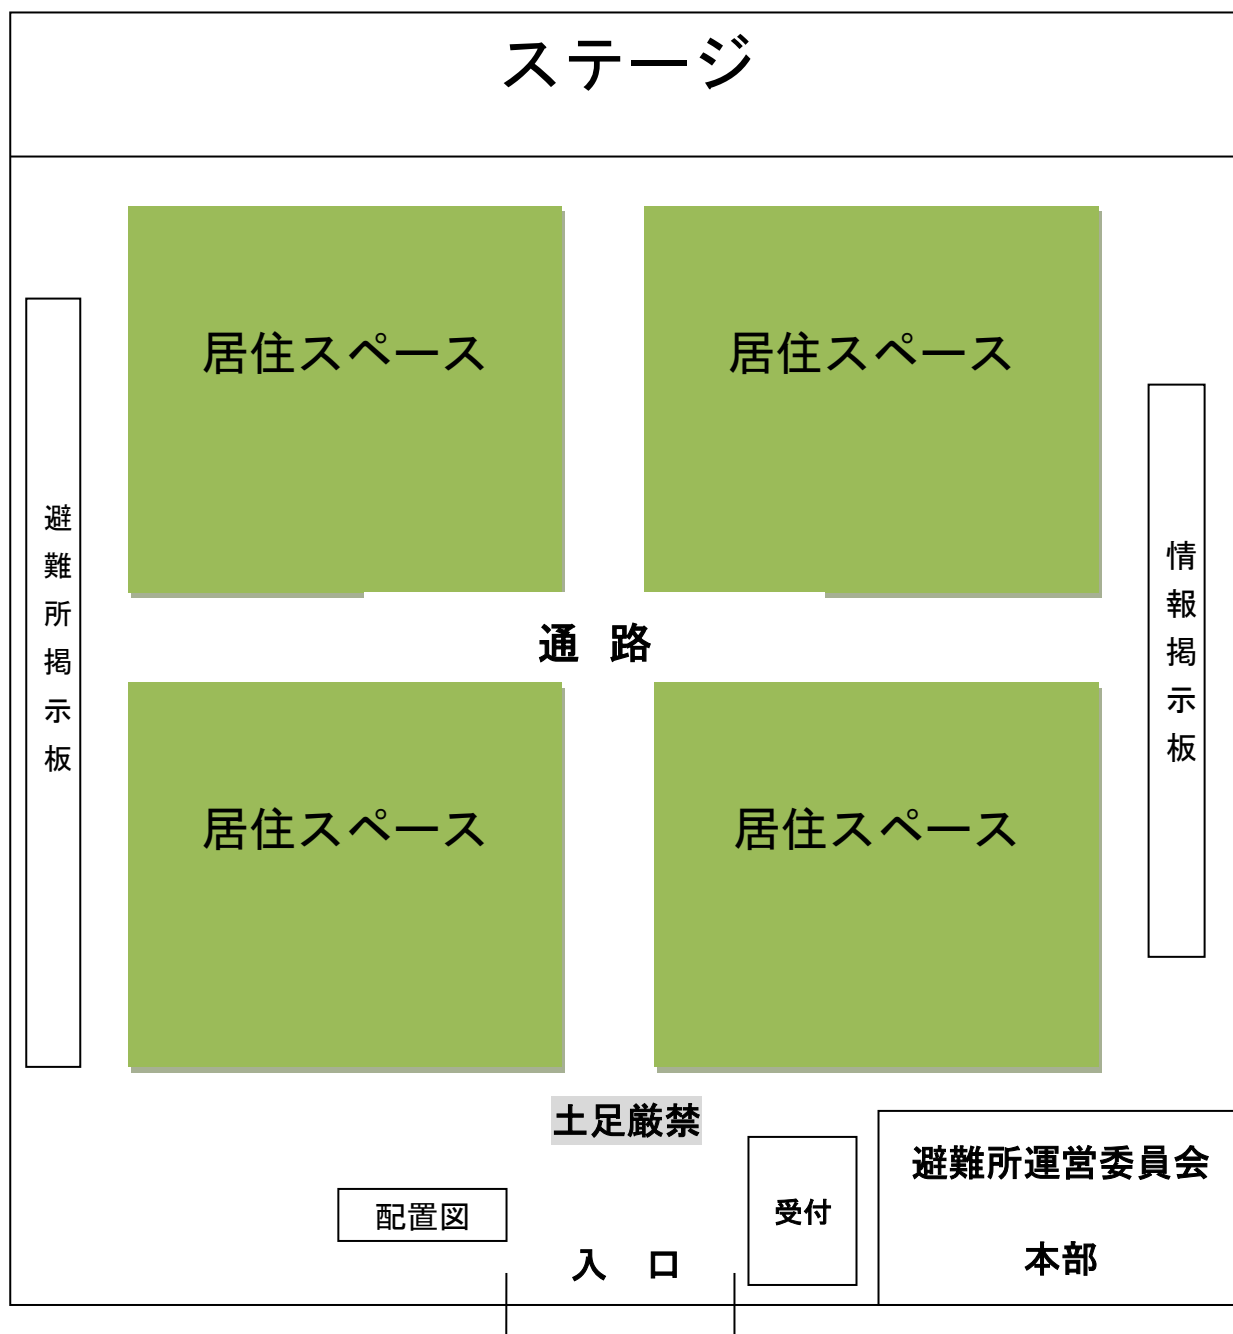 ステージ
居住スペース
居住スペース
避難所掲示板
情報掲示板
通 路
居住スペース
居住スペース
土足厳禁
避難所運営委員会
本部
受付
配置図
入 口